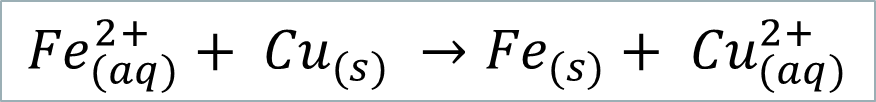 Fe²⁺₍aq₎ + Cu₍s₎ → Fe₍s₎ + Cu²⁺₍aq₎